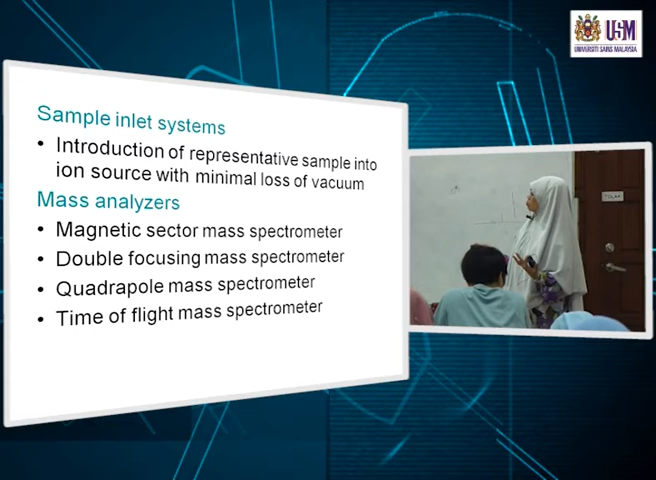 USM
UNIVERSITI SAINS MALAYSIA
Sample inlet systems
• Introduction of representative sample into
ion source with minimal loss of vacuum
Mass analyzers
• Magnetic sector mass spectrometer
• Double focusing mass spectrometer
• Quadrapole mass spectrometer
• Time of flight mass spectrometer
TOLAK